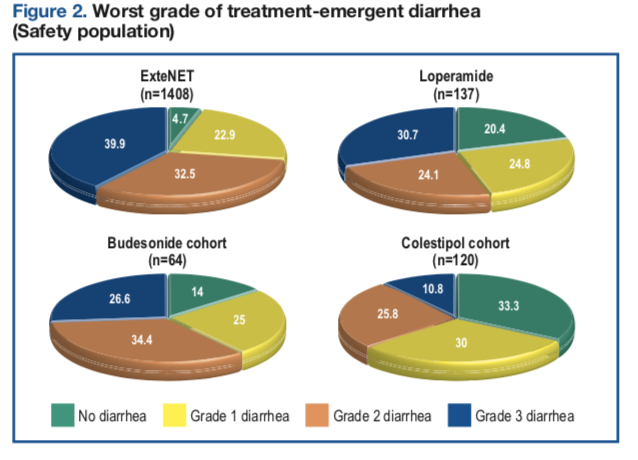 Figure 2. Worst grade of treatment-emergent diarrhea
(Safety population)
ExteNET
(n=1408)
4.7
22.9
32.5
39.9
Loperamide
(n=137)
20.4
24.8
24.1
30.7
Budesonide cohort
(n=64)
14
25
34.4
26.6
Colestipol cohort
(n=120)
33.3
30
25.8
10.8
No diarrhea
Grade 1 diarrhea
Grade 2 diarrhea
Grade 3 diarrhea